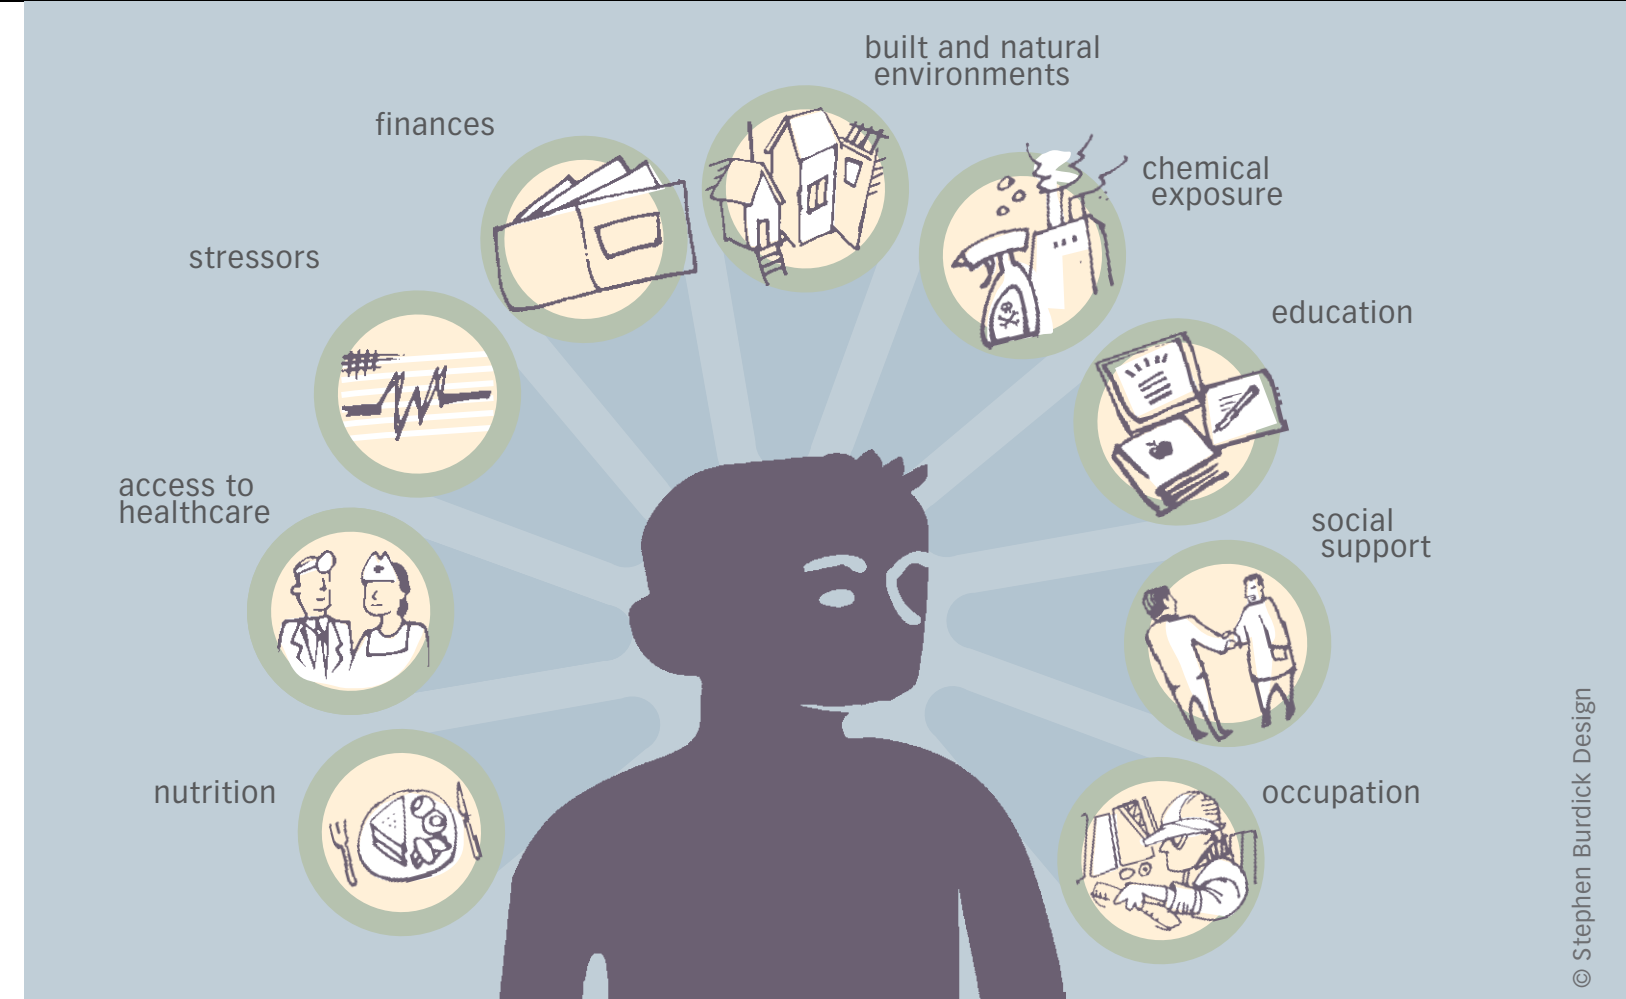 built and natural
environments
finances
chemical
exposure
stressors
education
access to
healthcare
social
support
nutrition
occupation
© Stephen Burdick Design